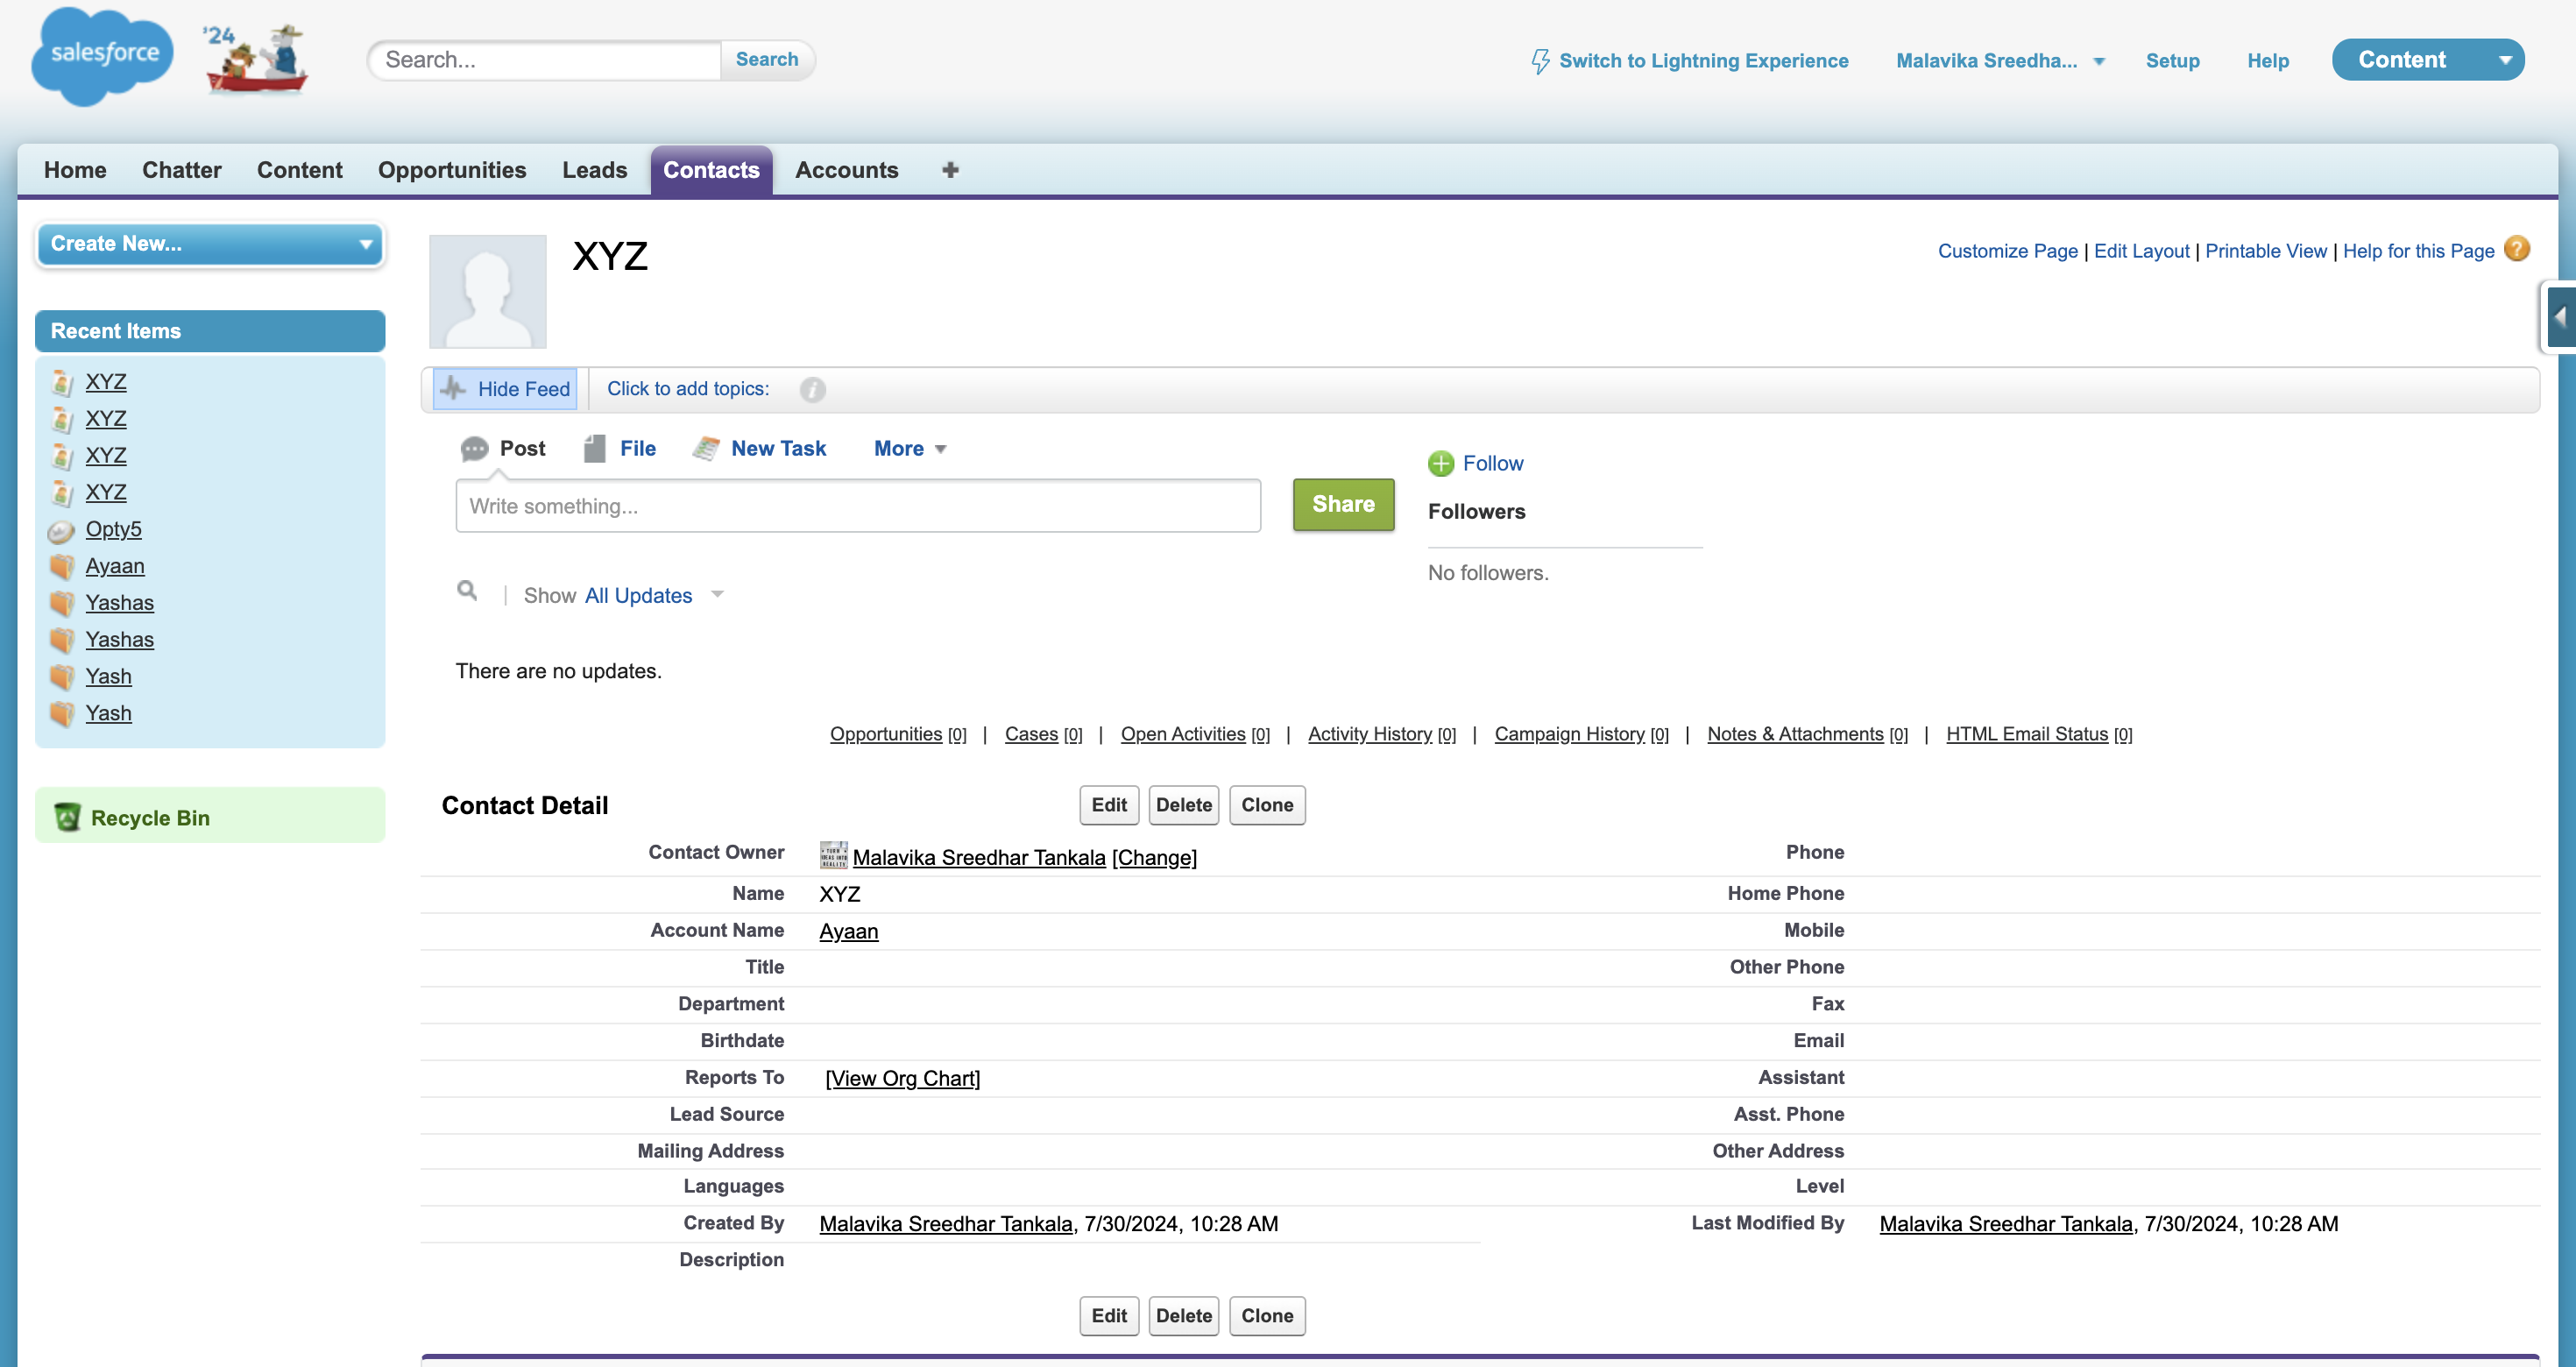 salesforce
'24
Search...
Search
Switch to Lightning Experience
Malavika Sreedha...
Setup
Help
Content
Home
Chatter
Content
Opportunities
Leads
Contacts
Accounts
Create New...
Recent Items
XYZ
XYZ
XYZ
XYZ
Opty5
Ayaan
Yashas
Yashas
Yash
Yash
Recycle Bin
XYZ
Customize Page | Edit Layout | Printable View | Help for this Page ?
Hide Feed
Click to add topics: i
Post
File
New Task
More
Write something...
Share
Follow
Followers
No followers.
Show All Updates
There are no updates.
Opportunities [0] | Cases [0] | Open Activities [0] | Activity History [0] | Campaign History [0] | Notes & Attachments [0] | HTML Email Status [0]
Contact Detail
Edit
Delete
Clone
Contact Owner
TURN IDEAS INTO REALITY
Malavika Sreedhar Tankala [Change]
Phone
Name XYZ
Home Phone
Account Name Ayaan
Mobile
Title
Other Phone
Department
Fax
Birthdate
Email
Reports To [View Org Chart]
Assistant
Lead Source
Asst. Phone
Mailing Address
Other Address
Languages
Level
Created By Malavika Sreedhar Tankala, 7/30/2024, 10:28 AM
Last Modified By Malavika Sreedhar Tankala, 7/30/2024, 10:28 AM
Description
Edit
Delete
Clone